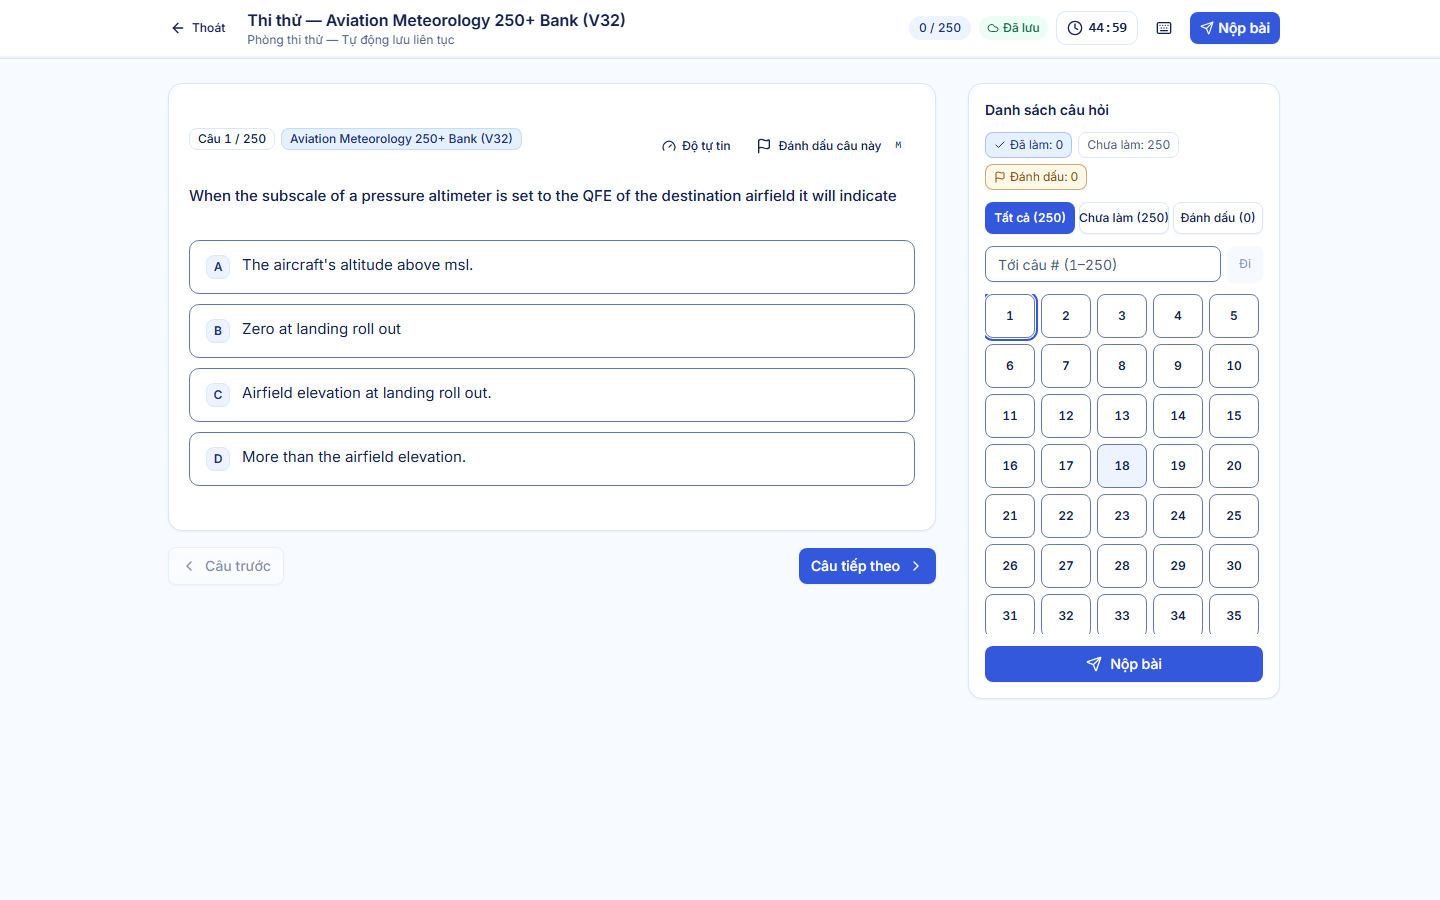 Thoát
Thi thử — Aviation Meteorology 250+ Bank (V32)
Phòng thi thử — Tự động lưu liên tục
0 / 250
Đã lưu
44:59
Nộp bài
Câu 1 / 250
Aviation Meteorology 250+ Bank (V32)
Độ tự tin
Đánh dấu câu này
M
When the subscale of a pressure altimeter is set to the QFE of the destination airfield it will indicate
A The aircraft's altitude above msl.
B Zero at landing roll out
C Airfield elevation at landing roll out.
D More than the airfield elevation.
Câu trước
Câu tiếp theo
Danh sách câu hỏi
Đã làm: 0
Chưa làm: 250
Đánh dấu: 0
Tất cả (250)
Chưa làm (250)
Đánh dấu (0)
Tới câu # (1–250)
Đi
1 2 3 4 5
6 7 8 9 10
11 12 13 14 15
16 17 18 19 20
21 22 23 24 25
26 27 28 29 30
31 32 33 34 35
Nộp bài